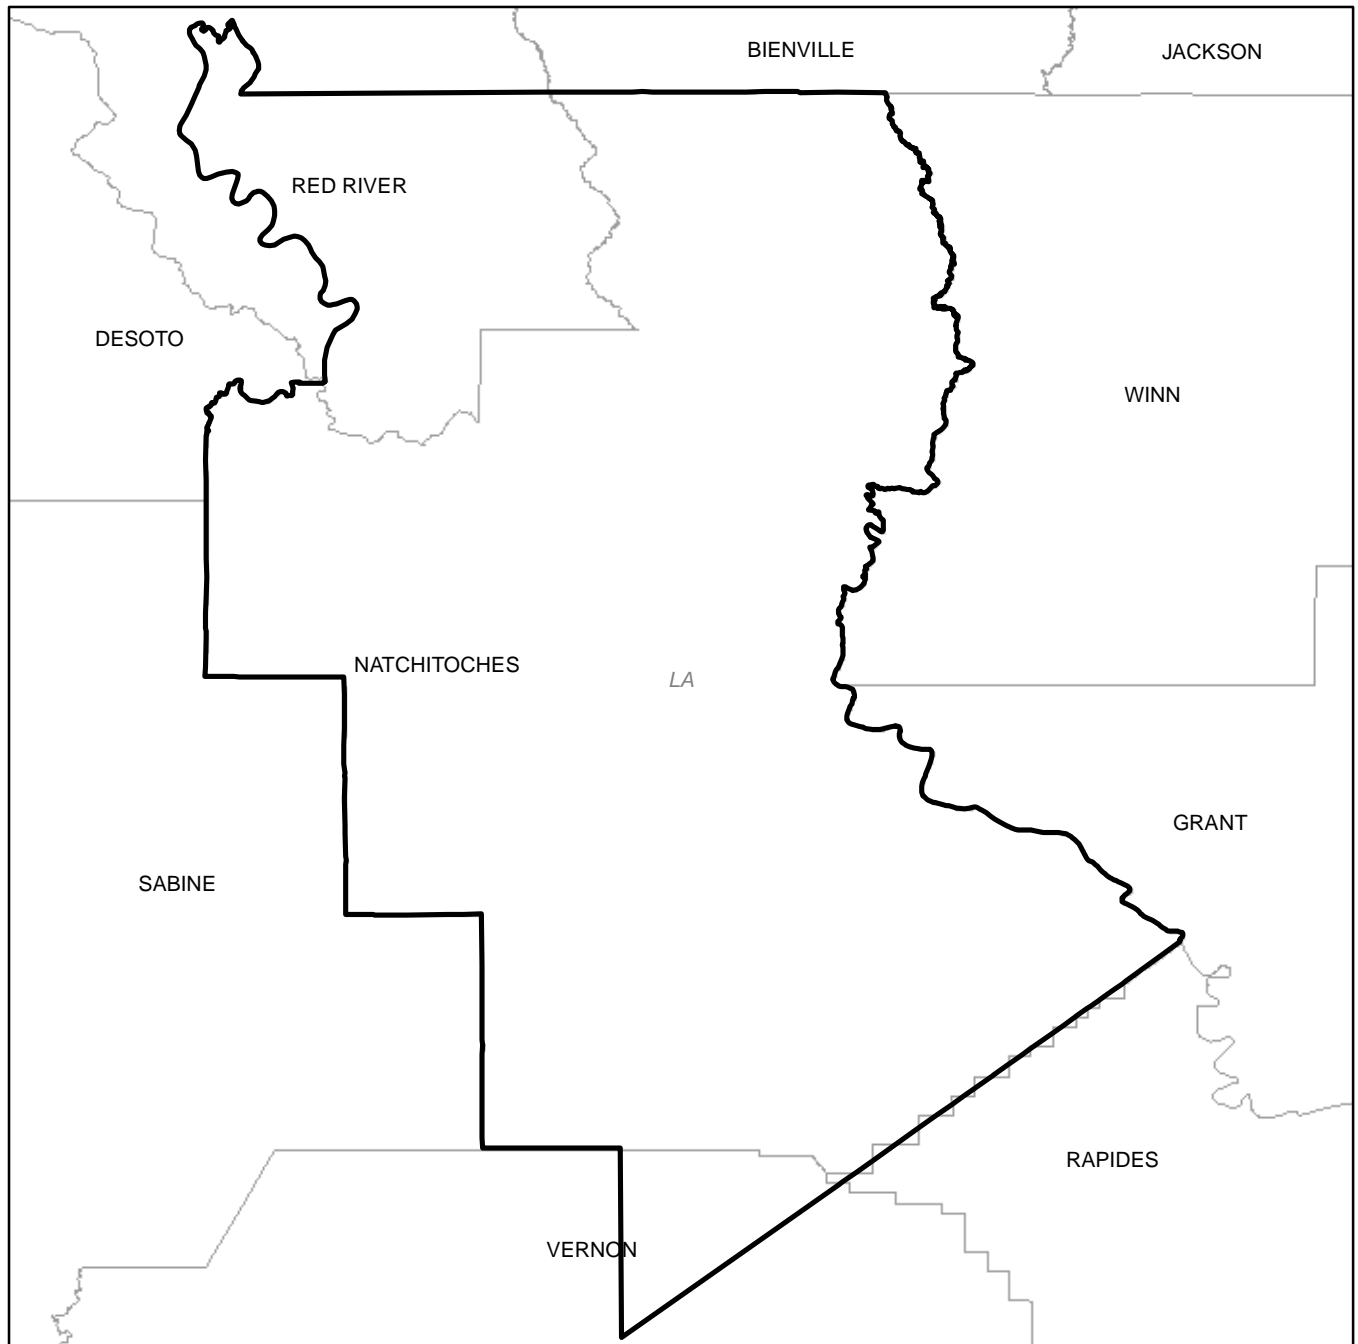 BIENVILLE
JACKSON
RED RIVER
DESOTO
WINN
NATCHITOCHES
LA
GRANT
SABINE
RAPIDES
VERNON